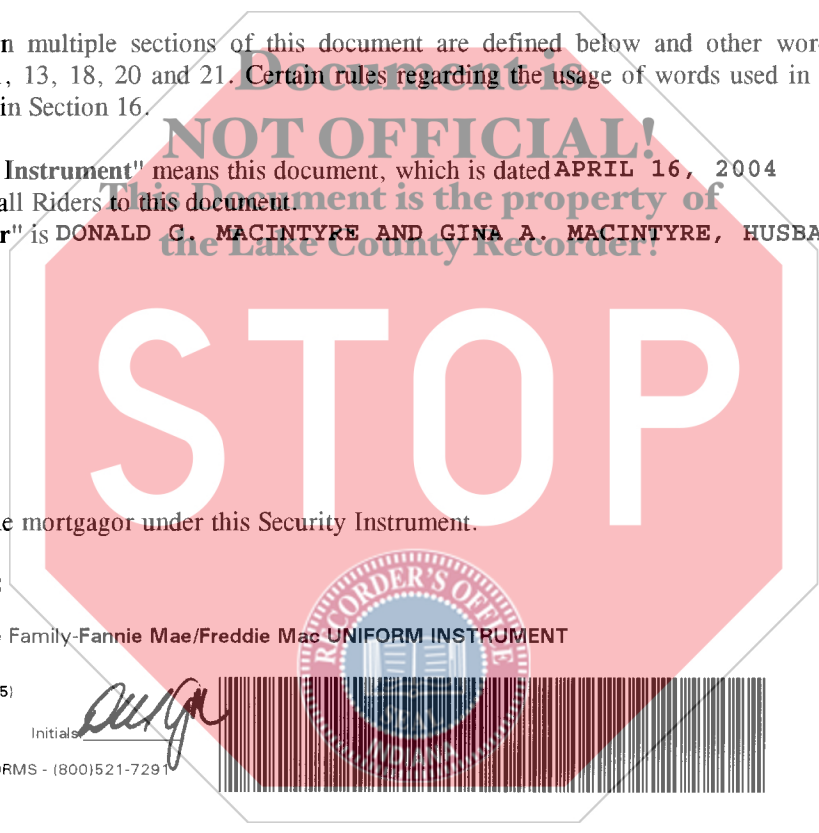 n multiple sections of this document are defined below and other wor
, 13, 18, 20 and 21. Certain rules regarding the usage of words used in
in Section 16.
Document is
NOT OFFICIAL!
Instrument" means this document, which is dated APRIL 16, 2004
all Riders to this document.
This Document is the property of
r" is DONALD C. MACINTYRE AND GINA A. MACINTYRE, HUSBA
the Lake County Recorder!
STOP
e mortgagor under this Security Instrument.
RECORDER'S OFFICE
Family-Fannie Mae/Freddie Mac UNIFORM INSTRUMENT
5)
Initials
SEAL
INDIANA
RMS - (800)521-7291